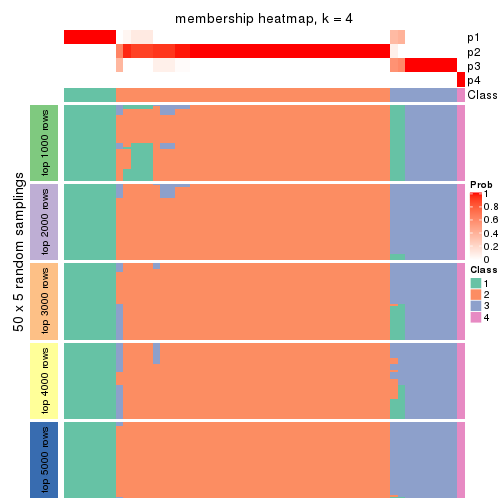 membership heatmap, k = 4
p1
p2
p3
p4
Class
50 x 5 random samplings
top 1000 rows
top 2000 rows
top 3000 rows
top 4000 rows
top 5000 rows
Prob
1
0.8
0.6
0.4
0.2
0
Class
1
2
3
4